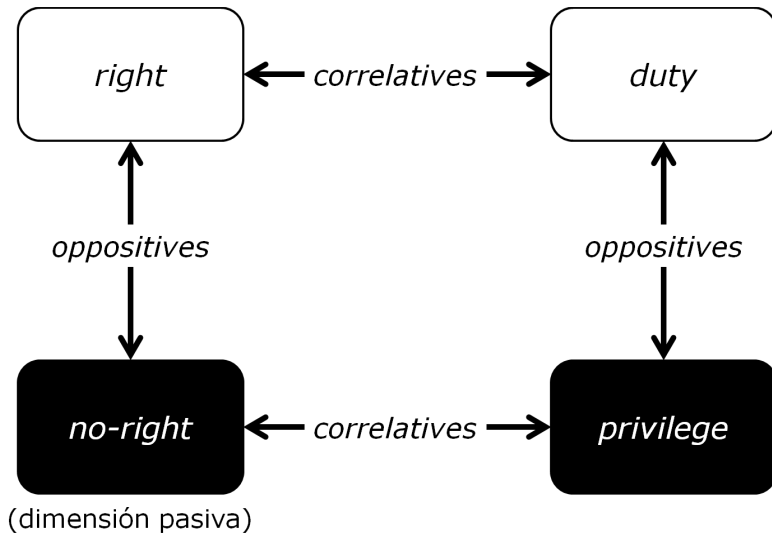 right
correlatives
duty
oppositives
oppositives
no-right
correlatives
privilege
(dimensión pasiva)